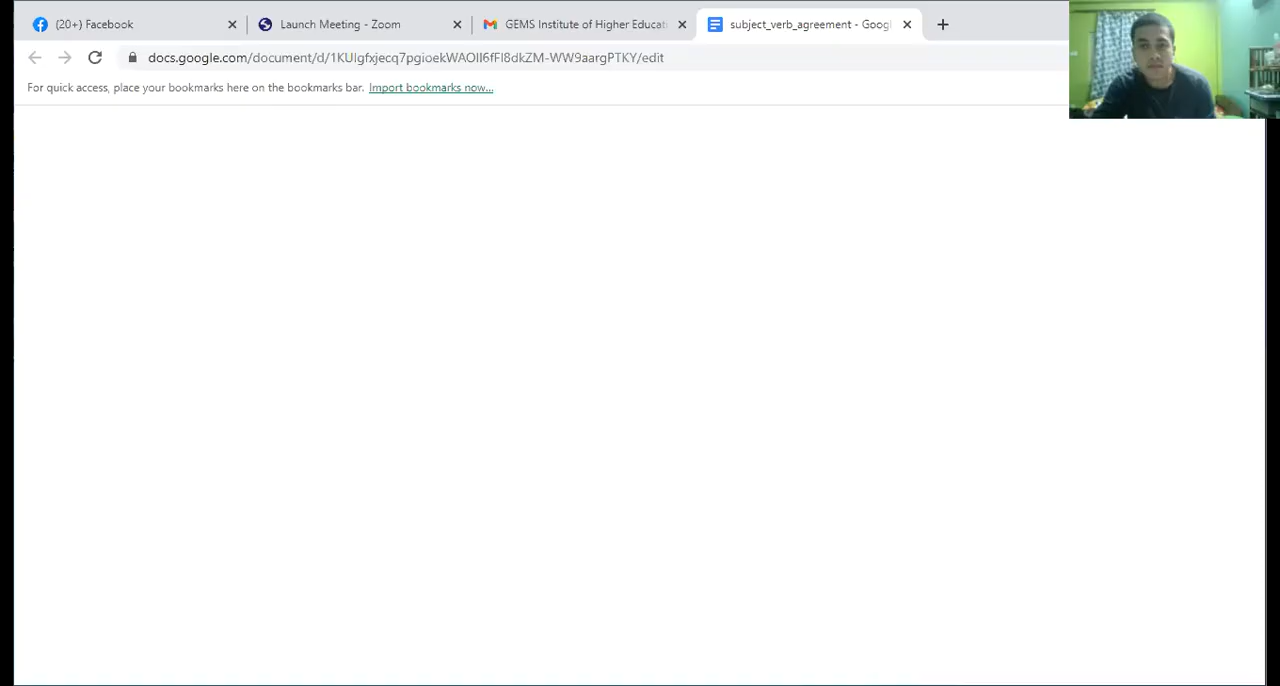 (20+) Facebook
Launch Meeting - Zoom
GEMS Institute of Higher Educati
subject_verb_agreement - Googl
docs.google.com/document/d/1KUIgfxjecq7pgioekWAOlI6fFI8dkZM-WW9aargPTKY/edit
For quick access, place your bookmarks here on the bookmarks bar. Import bookmarks now...